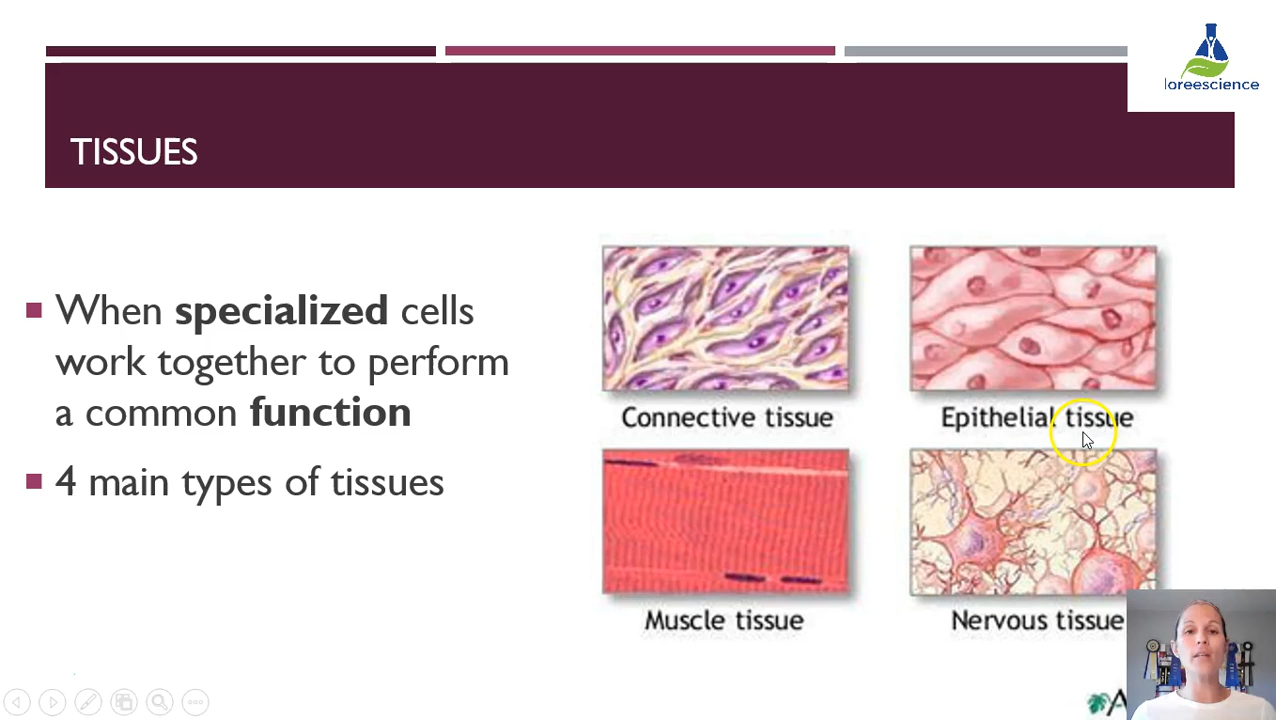 loreescience
TISSUES
When specialized cells
work together to perform
a common function
4 main types of tissues
Connective tissue
Epithelial tissue
Muscle tissue
Nervous tissue